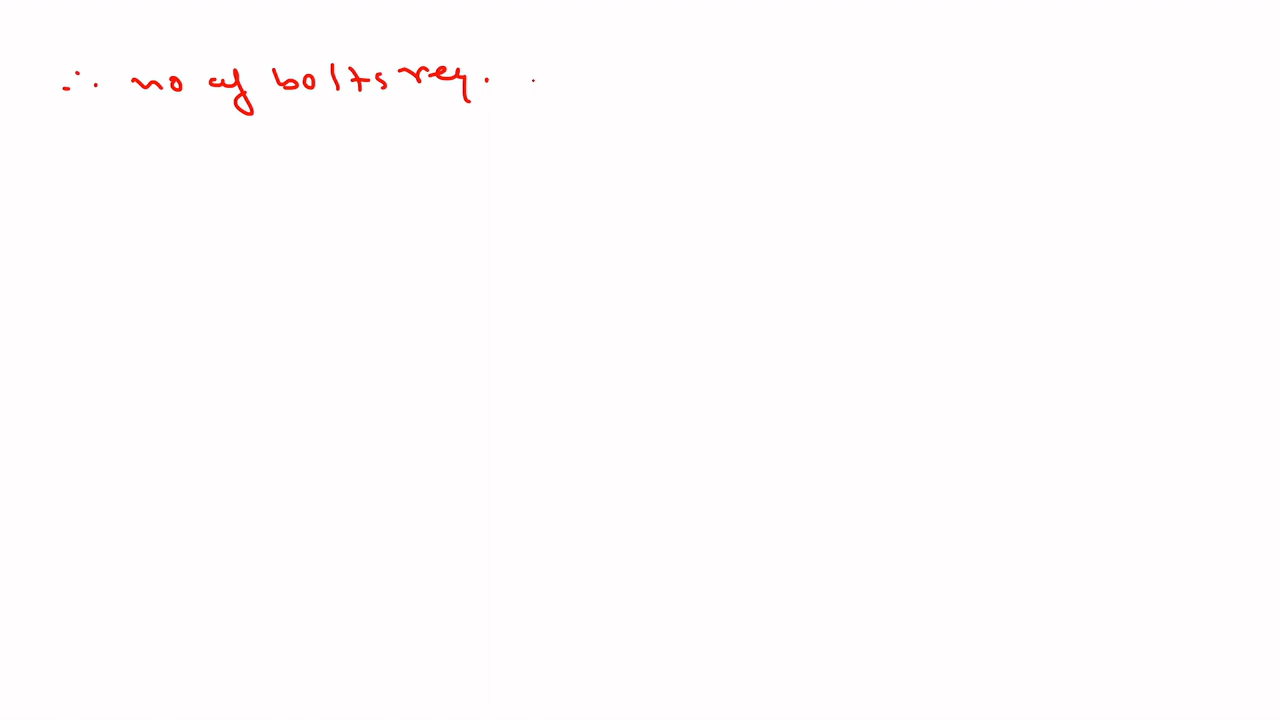 ∴ no of bolts req.